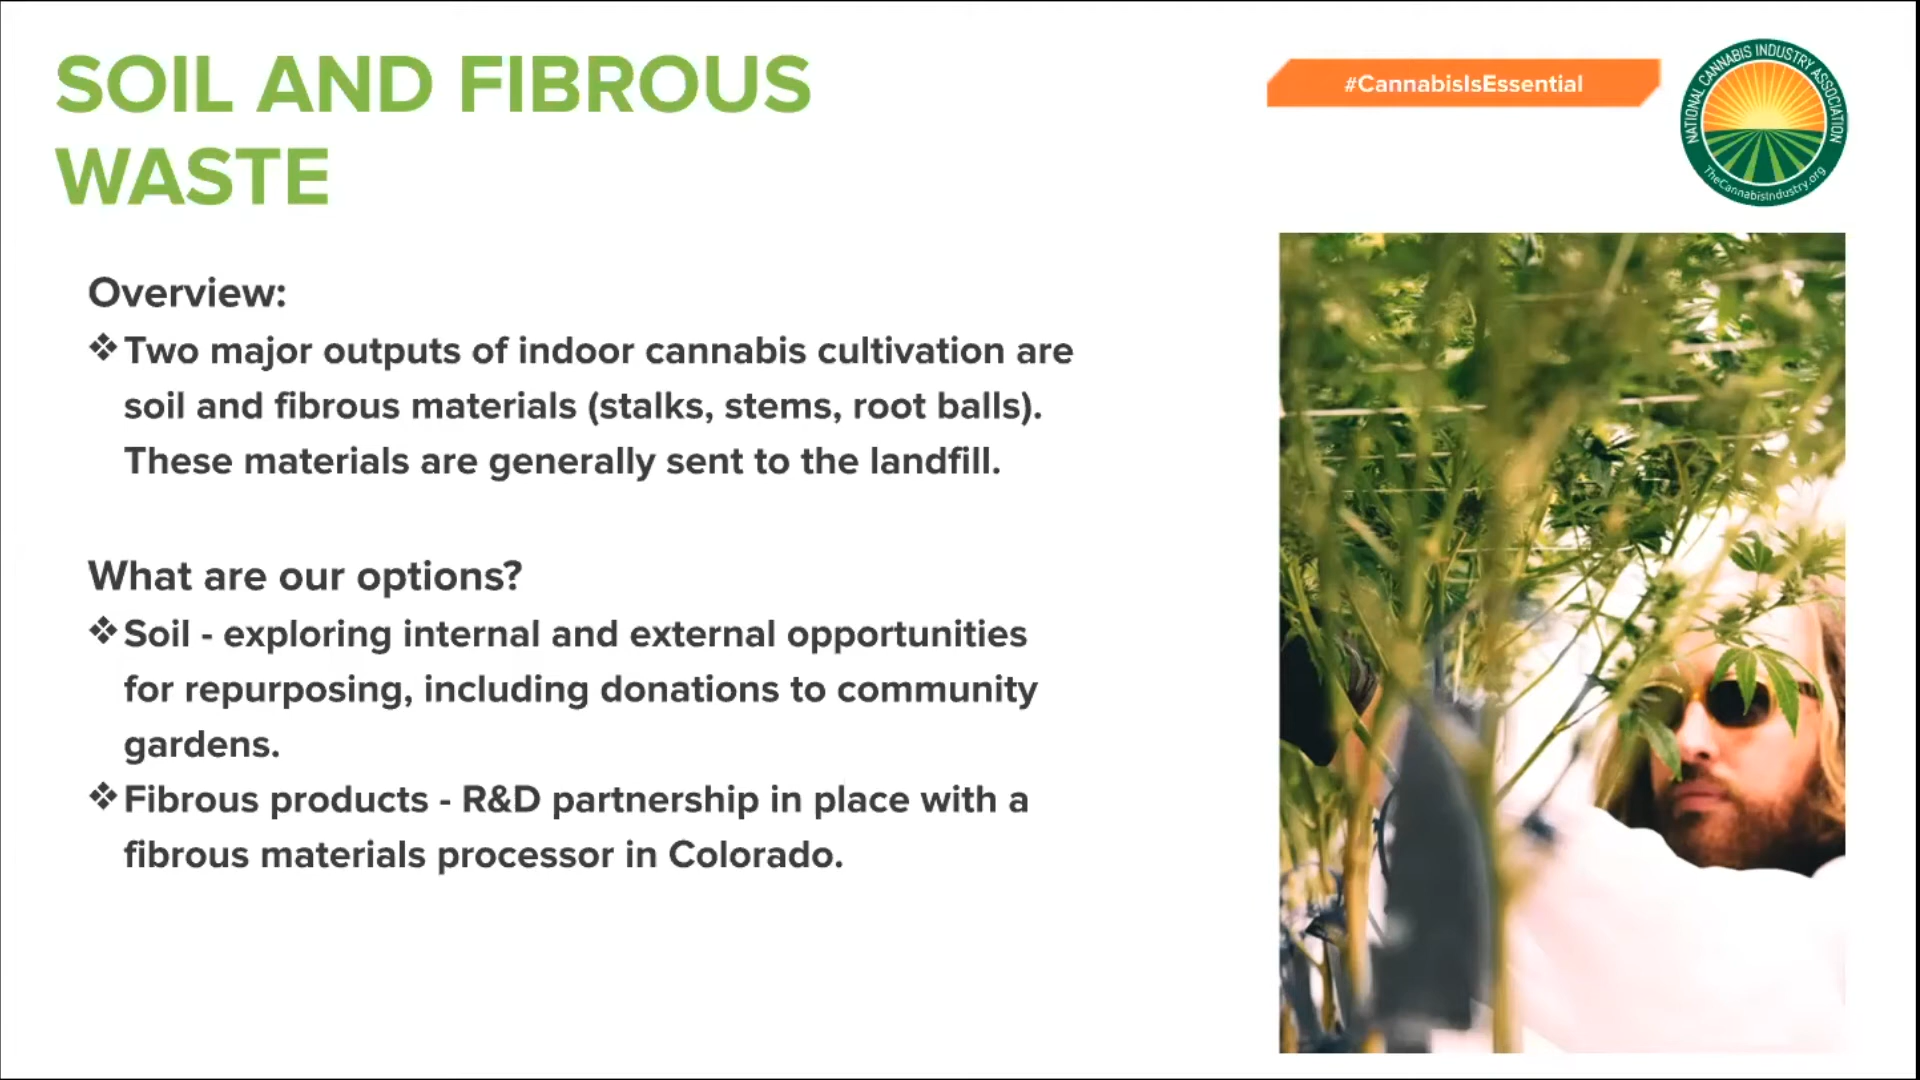 SOIL AND FIBROUS
WASTE
#CannabisIsEssential
NATIONAL CANNABIS INDUSTRY ASSOCIATION
TheCannabisIndustry.org
Overview:
❖Two major outputs of indoor cannabis cultivation are
soil and fibrous materials (stalks, stems, root balls).
These materials are generally sent to the landfill.
What are our options?
❖Soil - exploring internal and external opportunities
for repurposing, including donations to community
gardens.
❖Fibrous products - R&D partnership in place with a
fibrous materials processor in Colorado.